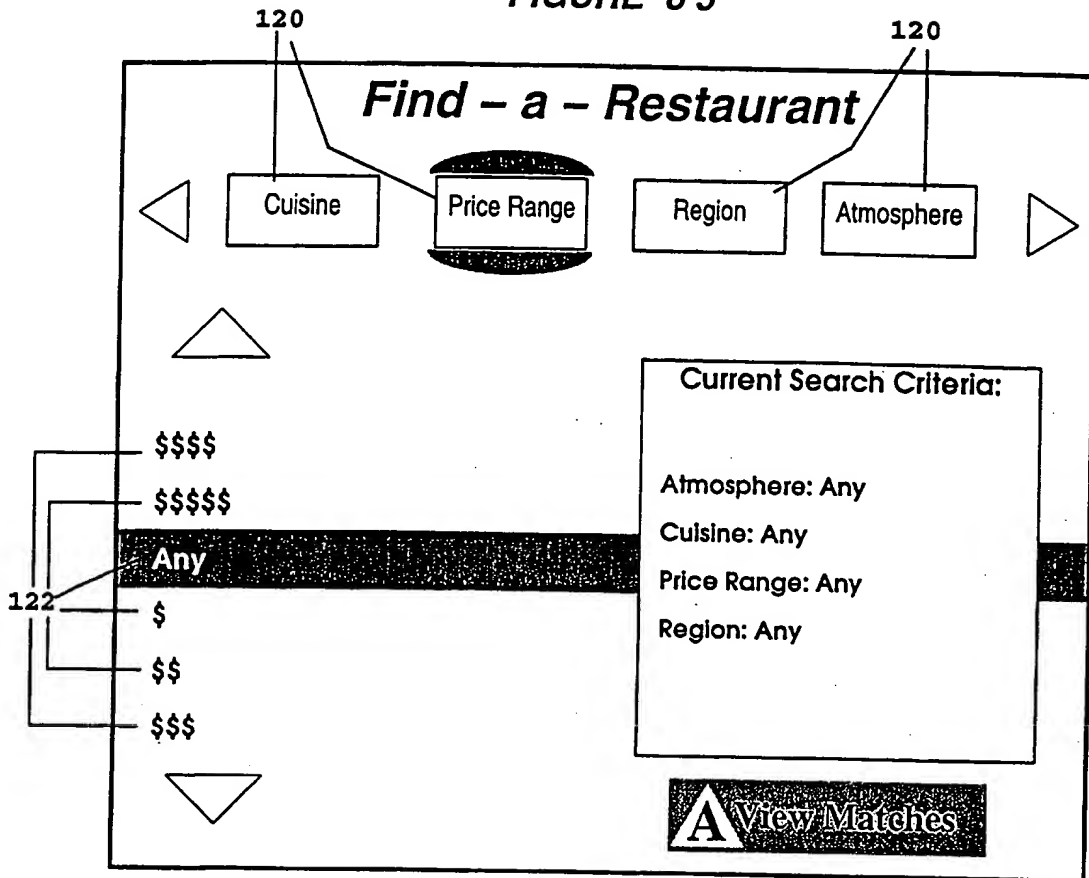 120
120
Find – a – Restaurant
Cuisine
Price Range
Region
Atmosphere
Current Search Criteria:
$$$$
Atmosphere: Any
$$$$$
Cuisine: Any
Any
Price Range: Any
122
$
Region: Any
$$
$$$
A View Matches